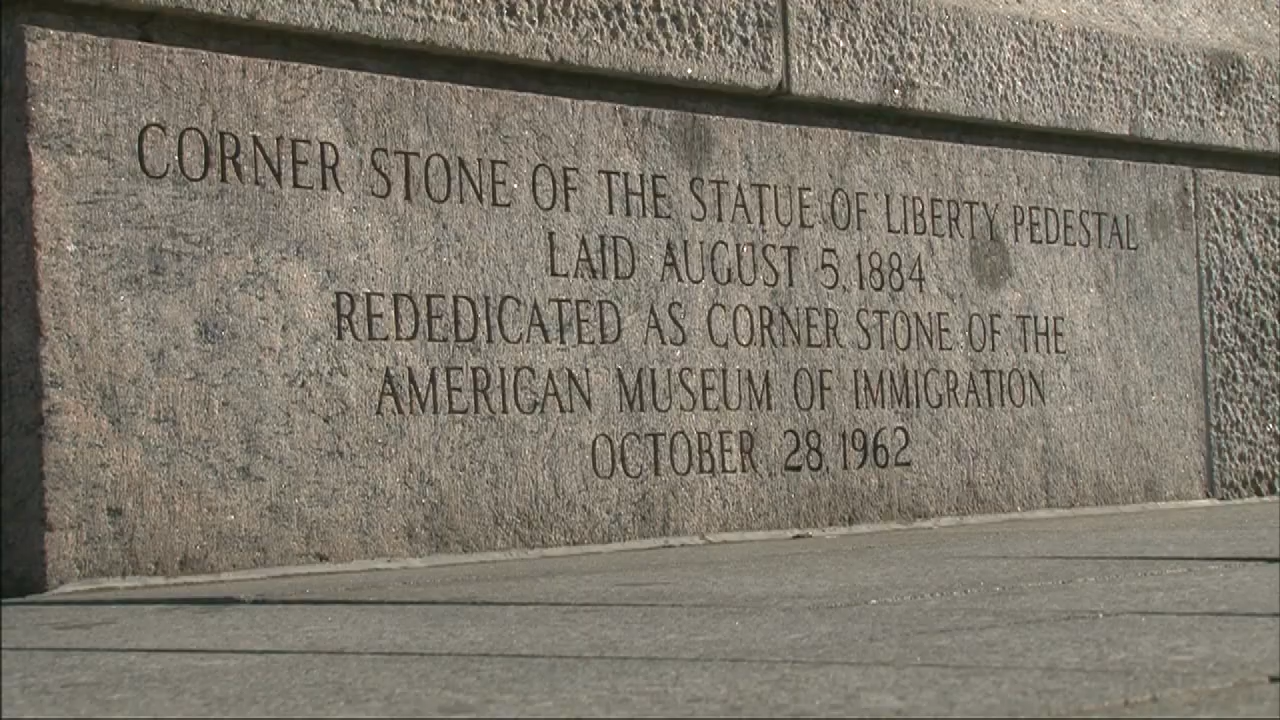 CORNER STONE OF THE STATUE OF LIBERTY PEDESTAL
LAID AUGUST 5, 1884
REDEDICATED AS CORNER STONE OF THE
AMERICAN MUSEUM OF IMMIGRATION
OCTOBER 28, 1962